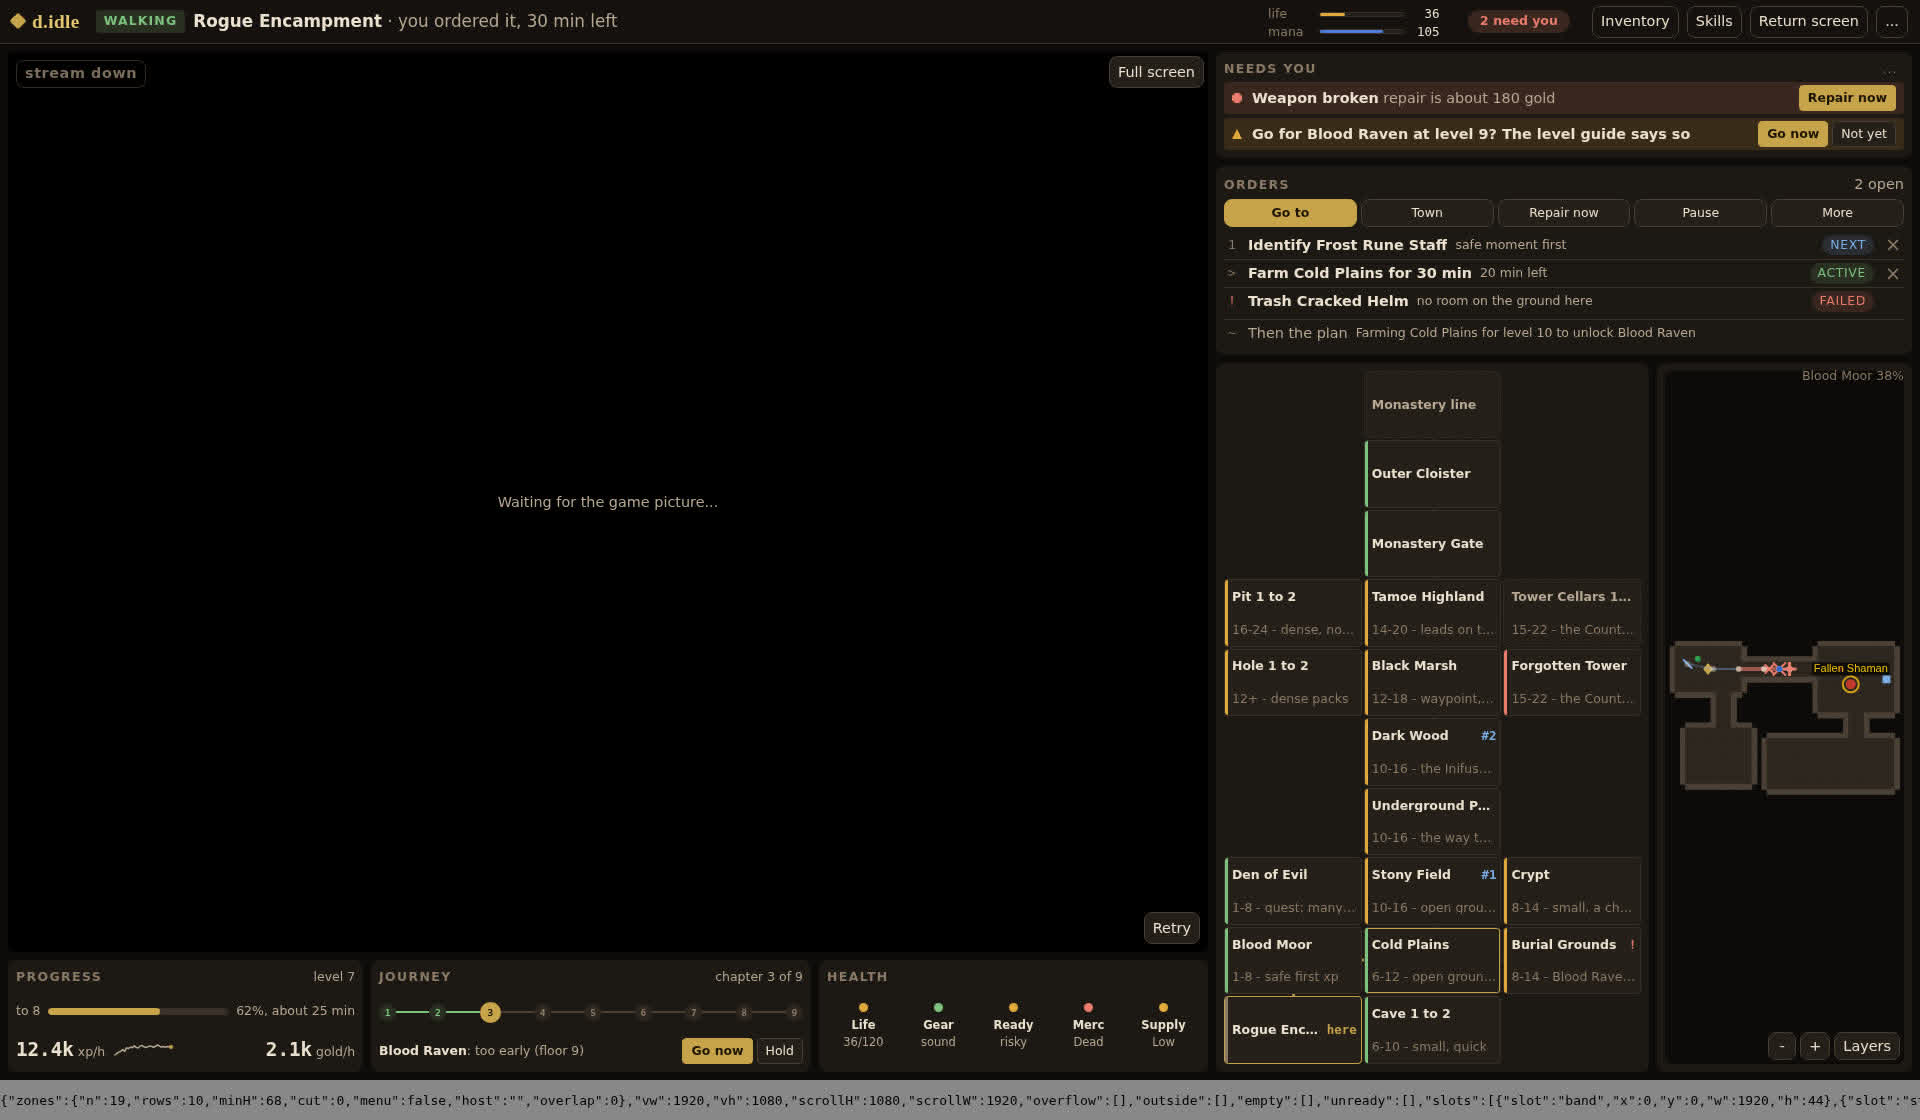 d.idle WALKING Rogue Encampment · you ordered it, 30 min left
life 36
mana 105
2 need you
Inventory Skills Return screen ...
stream down
Full screen
Waiting for the game picture...
Retry
NEEDS YOU ...
Weapon broken repair is about 180 gold Repair now
Go for Blood Raven at level 9? The level guide says so Go now Not yet
ORDERS 2 open
Go to Town Repair now Pause More
1 Identify Frost Rune Staff safe moment first NEXT ×
> Farm Cold Plains for 30 min 20 min left ACTIVE ×
! Trash Cracked Helm no room on the ground here FAILED
~ Then the plan Farming Cold Plains for level 10 to unlock Blood Raven
Monastery line
Outer Cloister
Monastery Gate
Pit 1 to 2 Tamoe Highland Tower Cellars 1...
16-24 - dense, no... 14-20 - leads on t... 15-22 - the Count...
Hole 1 to 2 Black Marsh Forgotten Tower
12+ - dense packs 12-18 - waypoint,... 15-22 - the Count...
Dark Wood #2
10-16 - the Inifus...
Underground P...
10-16 - the way t...
Den of Evil Stony Field #1 Crypt
1-8 - quest: many... 10-16 - open grou... 8-14 - small, a ch...
Blood Moor Cold Plains Burial Grounds !
1-8 - safe first xp 6-12 - open groun... 8-14 - Blood Rave...
Rogue Enc... here Cave 1 to 2
6-10 - small, quick
Blood Moor 38%
Fallen Shaman
- + Layers
PROGRESS level 7
to 8 62%, about 25 min
12.4k xp/h 2.1k gold/h
JOURNEY chapter 3 of 9
1 2 3 4 5 6 7 8 9
Blood Raven: too early (floor 9) Go now Hold
HEALTH
Life Gear Ready Merc Supply
36/120 sound risky Dead Low
{"zones":{"n":19,"rows":10,"minH":68,"cut":0,"menu":false,"host":"","overlap":0},"vw":1920,"vh":1080,"scrollH":1080,"scrollW":1920,"overflow":[],"outside":[],"empty":[],"unready":[],"slots":[{"slot":"band","x":0,"y":0,"w":1920,"h":44},{"slot":"s